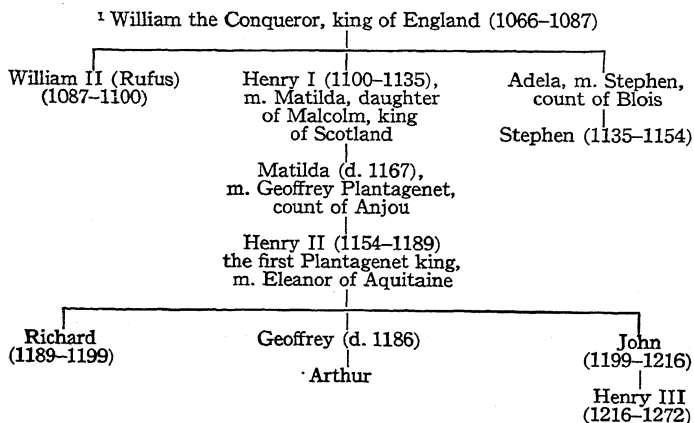 ¹ William the Conqueror, king of England (1066–1087)
William II (Rufus)
(1087–1100)
Henry I (1100–1135),
m. Matilda, daughter
of Malcolm, king
of Scotland
Adela, m. Stephen,
count of Blois
Stephen (1135–1154)
Matilda (d. 1167),
m. Geoffrey Plantagenet,
count of Anjou
Henry II (1154–1189)
the first Plantagenet king,
m. Eleanor of Aquitaine
Richard
(1189–1199)
Geoffrey (d. 1186)
Arthur
John
(1199–1216)
Henry III
(1216–1272)